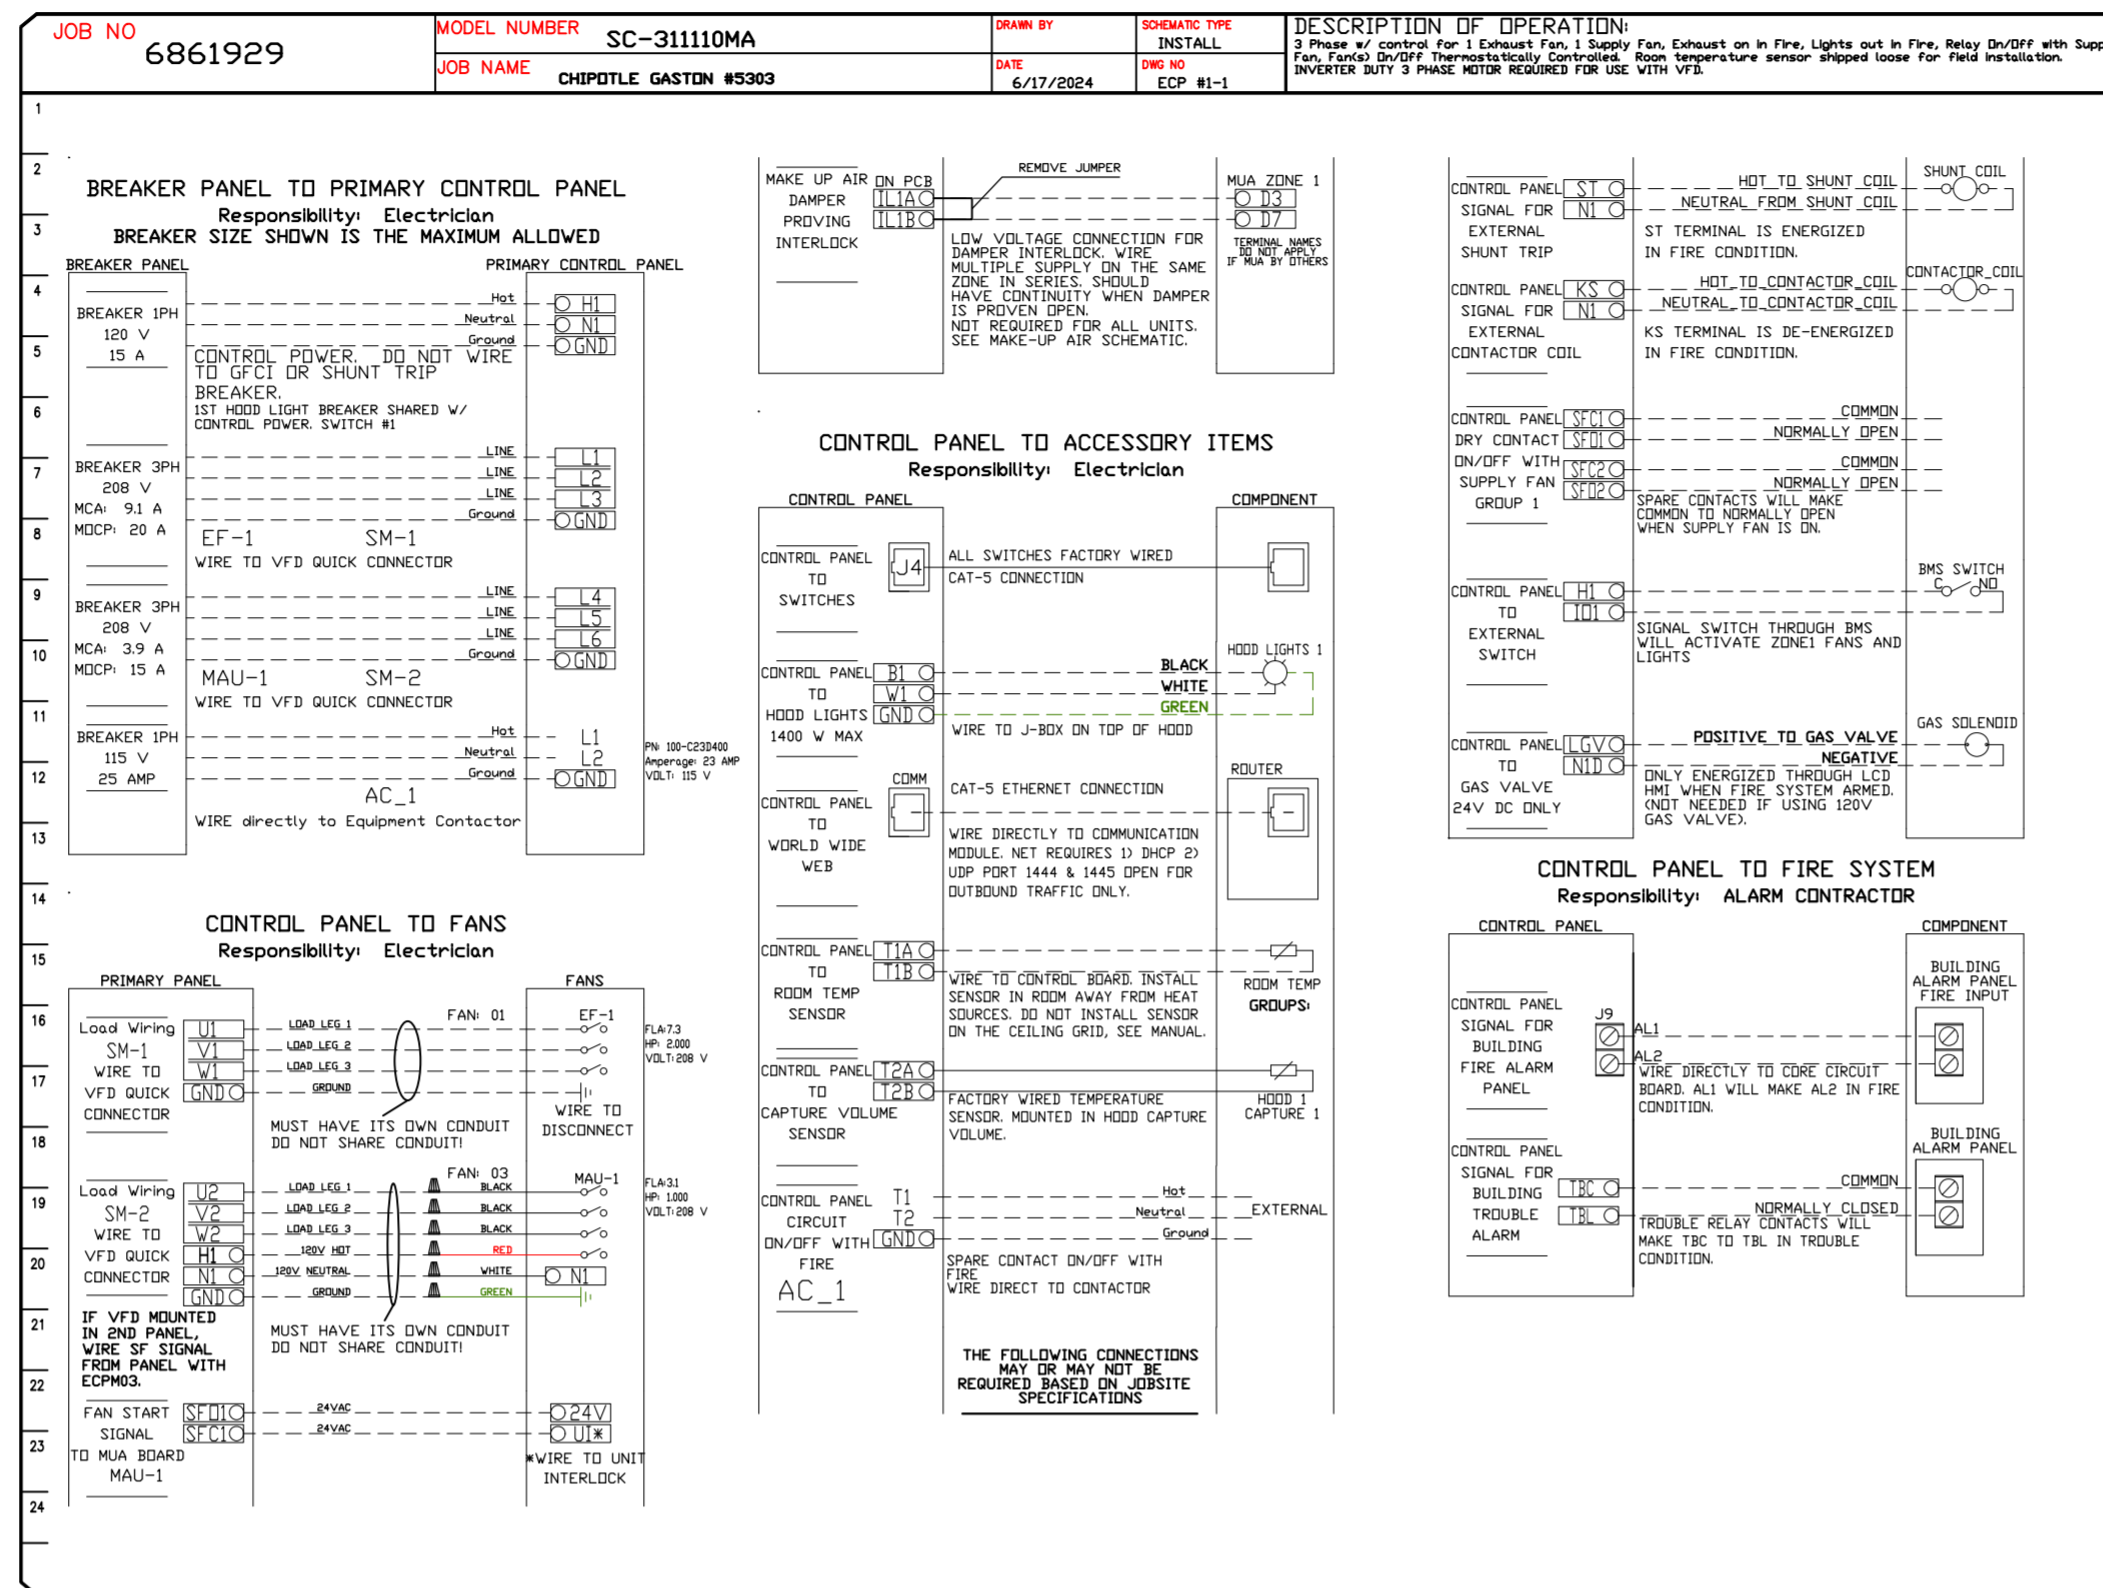 JOB NO
6861929
MODEL NUMBER
SC-311110MA
JOB NAME
CHIPOTLE GASTON #5303
DRAWN BY
DATE
6/17/2024
SCHEMATIC TYPE
INSTALL
DWG NO
ECP #1-1
DESCRIPTION OF OPERATION:
3 Phase w/ control for 1 Exhaust Fan, 1 Supply Fan, Exhaust on in Fire, Lights out in Fire, Relay On/Off with Supp
Fan, Fan(s) On/Off Thermostatically Controlled. Room temperature sensor shipped loose for field installation.
INVERTER DUTY 3 PHASE MOTOR REQUIRED FOR USE WITH VFD.
1
2
3
4
5
6
7
8
9
10
11
12
13
14
15
16
17
18
19
20
21
22
23
24
BREAKER PANEL TO PRIMARY CONTROL PANEL
Responsibility: Electrician
BREAKER SIZE SHOWN IS THE MAXIMUM ALLOWED
BREAKER PANEL
PRIMARY CONTROL PANEL
BREAKER 1PH
120 V
15 A
Hot
H1
Neutral
N1
Ground
GND
CONTROL POWER. DO NOT WIRE
TO GFCI OR SHUNT TRIP
BREAKER.
1ST HOOD LIGHT BREAKER SHARED W/
CONTROL POWER. SWITCH #1
BREAKER 3PH
208 V
MCA: 9.1 A
MOCP: 20 A
LINE
L1
LINE
L2
LINE
L3
Ground
GND
EF-1
SM-1
WIRE TO VFD QUICK CONNECTOR
BREAKER 3PH
208 V
MCA: 3.9 A
MOCP: 15 A
LINE
L4
LINE
L5
LINE
L6
Ground
GND
MAU-1
SM-2
WIRE TO VFD QUICK CONNECTOR
BREAKER 1PH
115 V
25 AMP
Hot
L1
Neutral
L2
Ground
GND
PN: 100-C23D400
Amperage: 23 AMP
VOLT: 115 V
AC_1
WIRE directly to Equipment Contactor
CONTROL PANEL TO FANS
Responsibility: Electrician
PRIMARY PANEL
FANS
Load Wiring
SM-1
WIRE TO
VFD QUICK
CONNECTOR
U1
V1
W1
GND
LOAD LEG 1
LOAD LEG 2
LOAD LEG 3
GROUND
FAN: 01
EF-1
FLA:7.3
HP: 2.000
VOLT:208 V
WIRE TO
DISCONNECT
MUST HAVE ITS OWN CONDUIT
DO NOT SHARE CONDUIT!
Load Wiring
SM-2
WIRE TO
VFD QUICK
CONNECTOR
U2
V2
W2
H1
N1
GND
LOAD LEG 1
LOAD LEG 2
LOAD LEG 3
120V HOT
120V NEUTRAL
GROUND
FAN: 03
BLACK
BLACK
BLACK
RED
WHITE
GREEN
MAU-1
N1
FLA:3.1
HP: 1.000
VOLT:208 V
IF VFD MOUNTED
IN 2ND PANEL,
WIRE SF SIGNAL
FROM PANEL WITH
ECPM03.
MUST HAVE ITS OWN CONDUIT
DO NOT SHARE CONDUIT!
FAN START
SIGNAL
TO MUA BOARD
MAU-1
SFO1
SFC1
24VAC
24VAC
24V
UI*
*WIRE TO UNIT
INTERLOCK
MAKE UP AIR
DAMPER
PROVING
INTERLOCK
ON PCB
IL1A
IL1B
REMOVE JUMPER
MUA ZONE 1
D3
D7
TERMINAL NAMES
DO NOT APPLY
IF MUA BY OTHERS
LOW VOLTAGE CONNECTION FOR
DAMPER INTERLOCK. WIRE
MULTIPLE SUPPLY ON THE SAME
ZONE IN SERIES. SHOULD
HAVE CONTINUITY WHEN DAMPER
IS PROVEN OPEN.
NOT REQUIRED FOR ALL UNITS.
SEE MAKE-UP AIR SCHEMATIC.
CONTROL PANEL TO ACCESSORY ITEMS
Responsibility: Electrician
CONTROL PANEL
COMPONENT
CONTROL PANEL
TO
SWITCHES
J4
ALL SWITCHES FACTORY WIRED
CAT-5 CONNECTION
CONTROL PANEL
TO
HOOD LIGHTS
1400 W MAX
B1
W1
GND
BLACK
WHITE
GREEN
HOOD LIGHTS 1
WIRE TO J-BOX ON TOP OF HOOD
COMM
CONTROL PANEL
TO
WORLD WIDE
WEB
CAT-5 ETHERNET CONNECTION
ROUTER
WIRE DIRECTLY TO COMMUNICATION
MODULE. NET REQUIRES 1) DHCP 2)
UDP PORT 1444 & 1445 OPEN FOR
OUTBOUND TRAFFIC ONLY.
CONTROL PANEL
TO
ROOM TEMP
SENSOR
T1A
T1B
WIRE TO CONTROL BOARD. INSTALL
SENSOR IN ROOM AWAY FROM HEAT
SOURCES. DO NOT INSTALL SENSOR
ON THE CEILING GRID, SEE MANUAL.
ROOM TEMP
GROUPS:
CONTROL PANEL
TO
CAPTURE VOLUME
SENSOR
T2A
T2B
FACTORY WIRED TEMPERATURE
SENSOR. MOUNTED IN HOOD CAPTURE
VOLUME.
HOOD 1
CAPTURE 1
CONTROL PANEL
CIRCUIT
ON/OFF WITH
FIRE
AC_1
T1
T2
GND
Hot
Neutral
Ground
EXTERNAL
SPARE CONTACT ON/OFF WITH
FIRE
WIRE DIRECT TO CONTACTOR
THE FOLLOWING CONNECTIONS
MAY OR MAY NOT BE
REQUIRED BASED ON JOBSITE
SPECIFICATIONS
CONTROL PANEL
SIGNAL FOR
EXTERNAL
SHUNT TRIP
ST
N1
HOT TO SHUNT COIL
NEUTRAL FROM SHUNT COIL
SHUNT COIL
ST TERMINAL IS ENERGIZED
IN FIRE CONDITION.
CONTROL PANEL
SIGNAL FOR
EXTERNAL
CONTACTOR COIL
KS
N1
HOT TO CONTACTOR COIL
NEUTRAL TO CONTACTOR COIL
CONTACTOR COIL
KS TERMINAL IS DE-ENERGIZED
IN FIRE CONDITION.
CONTROL PANEL
DRY CONTACT
ON/OFF WITH
SUPPLY FAN
GROUP 1
SFC1
SFO1
SFC2
SFO2
COMMON
NORMALLY OPEN
COMMON
NORMALLY OPEN
SPARE CONTACTS WILL MAKE
COMMON TO NORMALLY OPEN
WHEN SUPPLY FAN IS ON.
CONTROL PANEL
TO
EXTERNAL
SWITCH
H1
IO1
BMS SWITCH
C
NO
SIGNAL SWITCH THROUGH BMS
WILL ACTIVATE ZONE1 FANS AND
LIGHTS
CONTROL PANEL
TO
GAS VALVE
24V DC ONLY
LGV
N1D
POSITIVE TO GAS VALVE
NEGATIVE
GAS SOLENOID
ONLY ENERGIZED THROUGH LCD
HMI WHEN FIRE SYSTEM ARMED.
(NOT NEEDED IF USING 120V
GAS VALVE).
CONTROL PANEL TO FIRE SYSTEM
Responsibility: ALARM CONTRACTOR
CONTROL PANEL
COMPONENT
CONTROL PANEL
SIGNAL FOR
BUILDING
FIRE ALARM
PANEL
J9
AL1
AL2
BUILDING
ALARM PANEL
FIRE INPUT
WIRE DIRECTLY TO CORE CIRCUIT
BOARD. AL1 WILL MAKE AL2 IN FIRE
CONDITION.
CONTROL PANEL
SIGNAL FOR
BUILDING
TROUBLE
ALARM
TBC
TBL
COMMON
NORMALLY CLOSED
BUILDING
ALARM PANEL
TROUBLE RELAY CONTACTS WILL
MAKE TBC TO TBL IN TROUBLE
CONDITION.